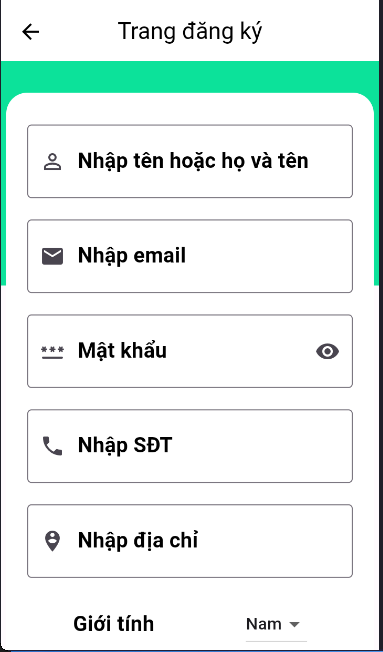 Trang đăng ký
Nhập tên hoặc họ và tên
Nhập email
Mật khẩu
Nhập SĐT
Nhập địa chỉ
Giới tính Nam